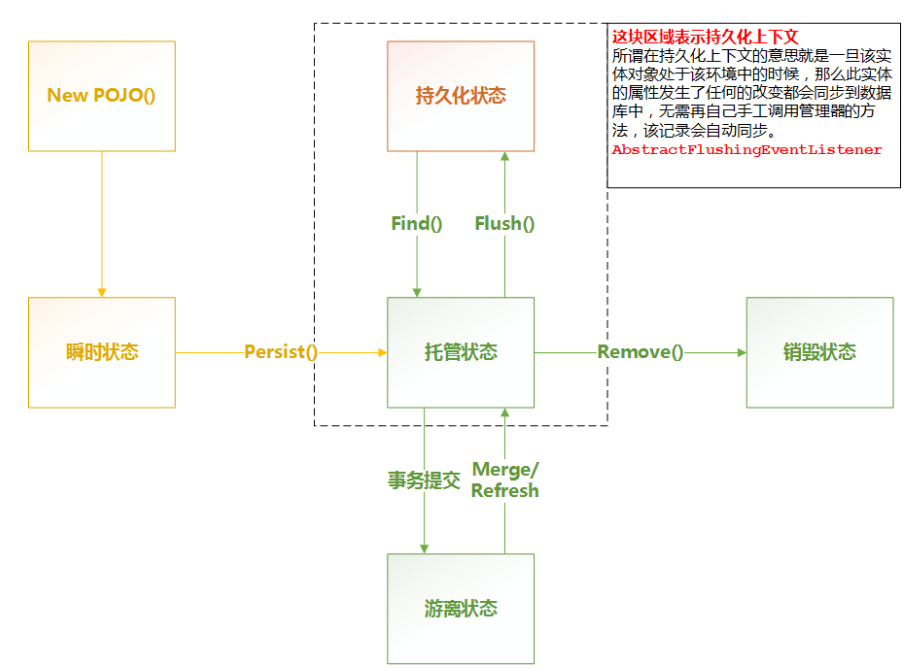 New POJO()
持久化状态
这块区域表示持久化上下文
所谓在持久化上下文的意思就是一旦该实
体对象处于该环境中的时候，那么此实体
的属性发生了任何的改变都会同步到数据
库中，无需再自己手工调用管理器的方
法，该记录会自动同步。
AbstractFlushingEventListener
Find()
Flush()
瞬时状态
Persist()
托管状态
Remove()
销毁状态
事务提交
Merge/
Refresh
游离状态